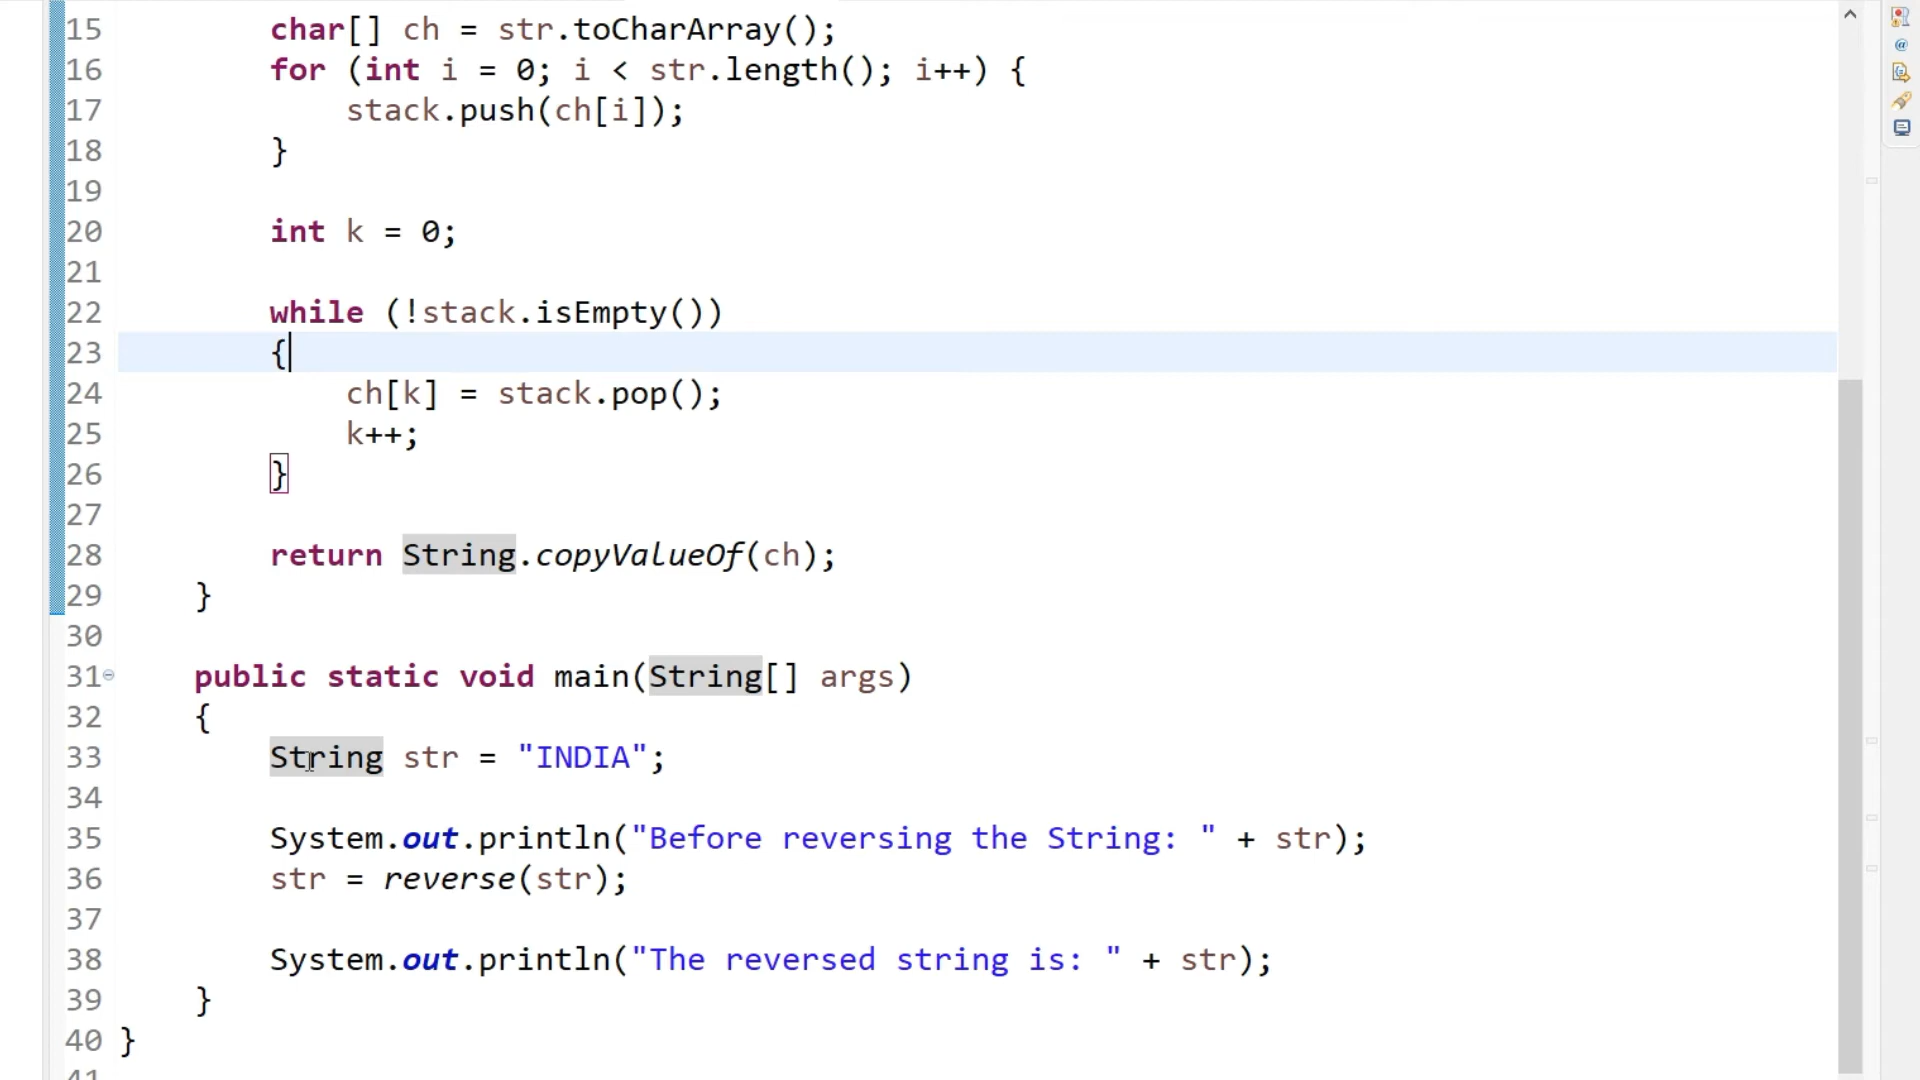 15 char[] ch = str.toCharArray();
16 for (int i = 0; i < str.length(); i++) {
17 stack.push(ch[i]);
18 }
19
20 int k = 0;
21
22 while (!stack.isEmpty())
23 {
24 ch[k] = stack.pop();
25 k++;
26 }
27
28 return String.copyValueOf(ch);
29 }
30
31 public static void main(String[] args)
32 {
33 String str = "INDIA";
34
35 System.out.println("Before reversing the String: " + str);
36 str = reverse(str);
37
38 System.out.println("The reversed string is: " + str);
39 }
40 }
41